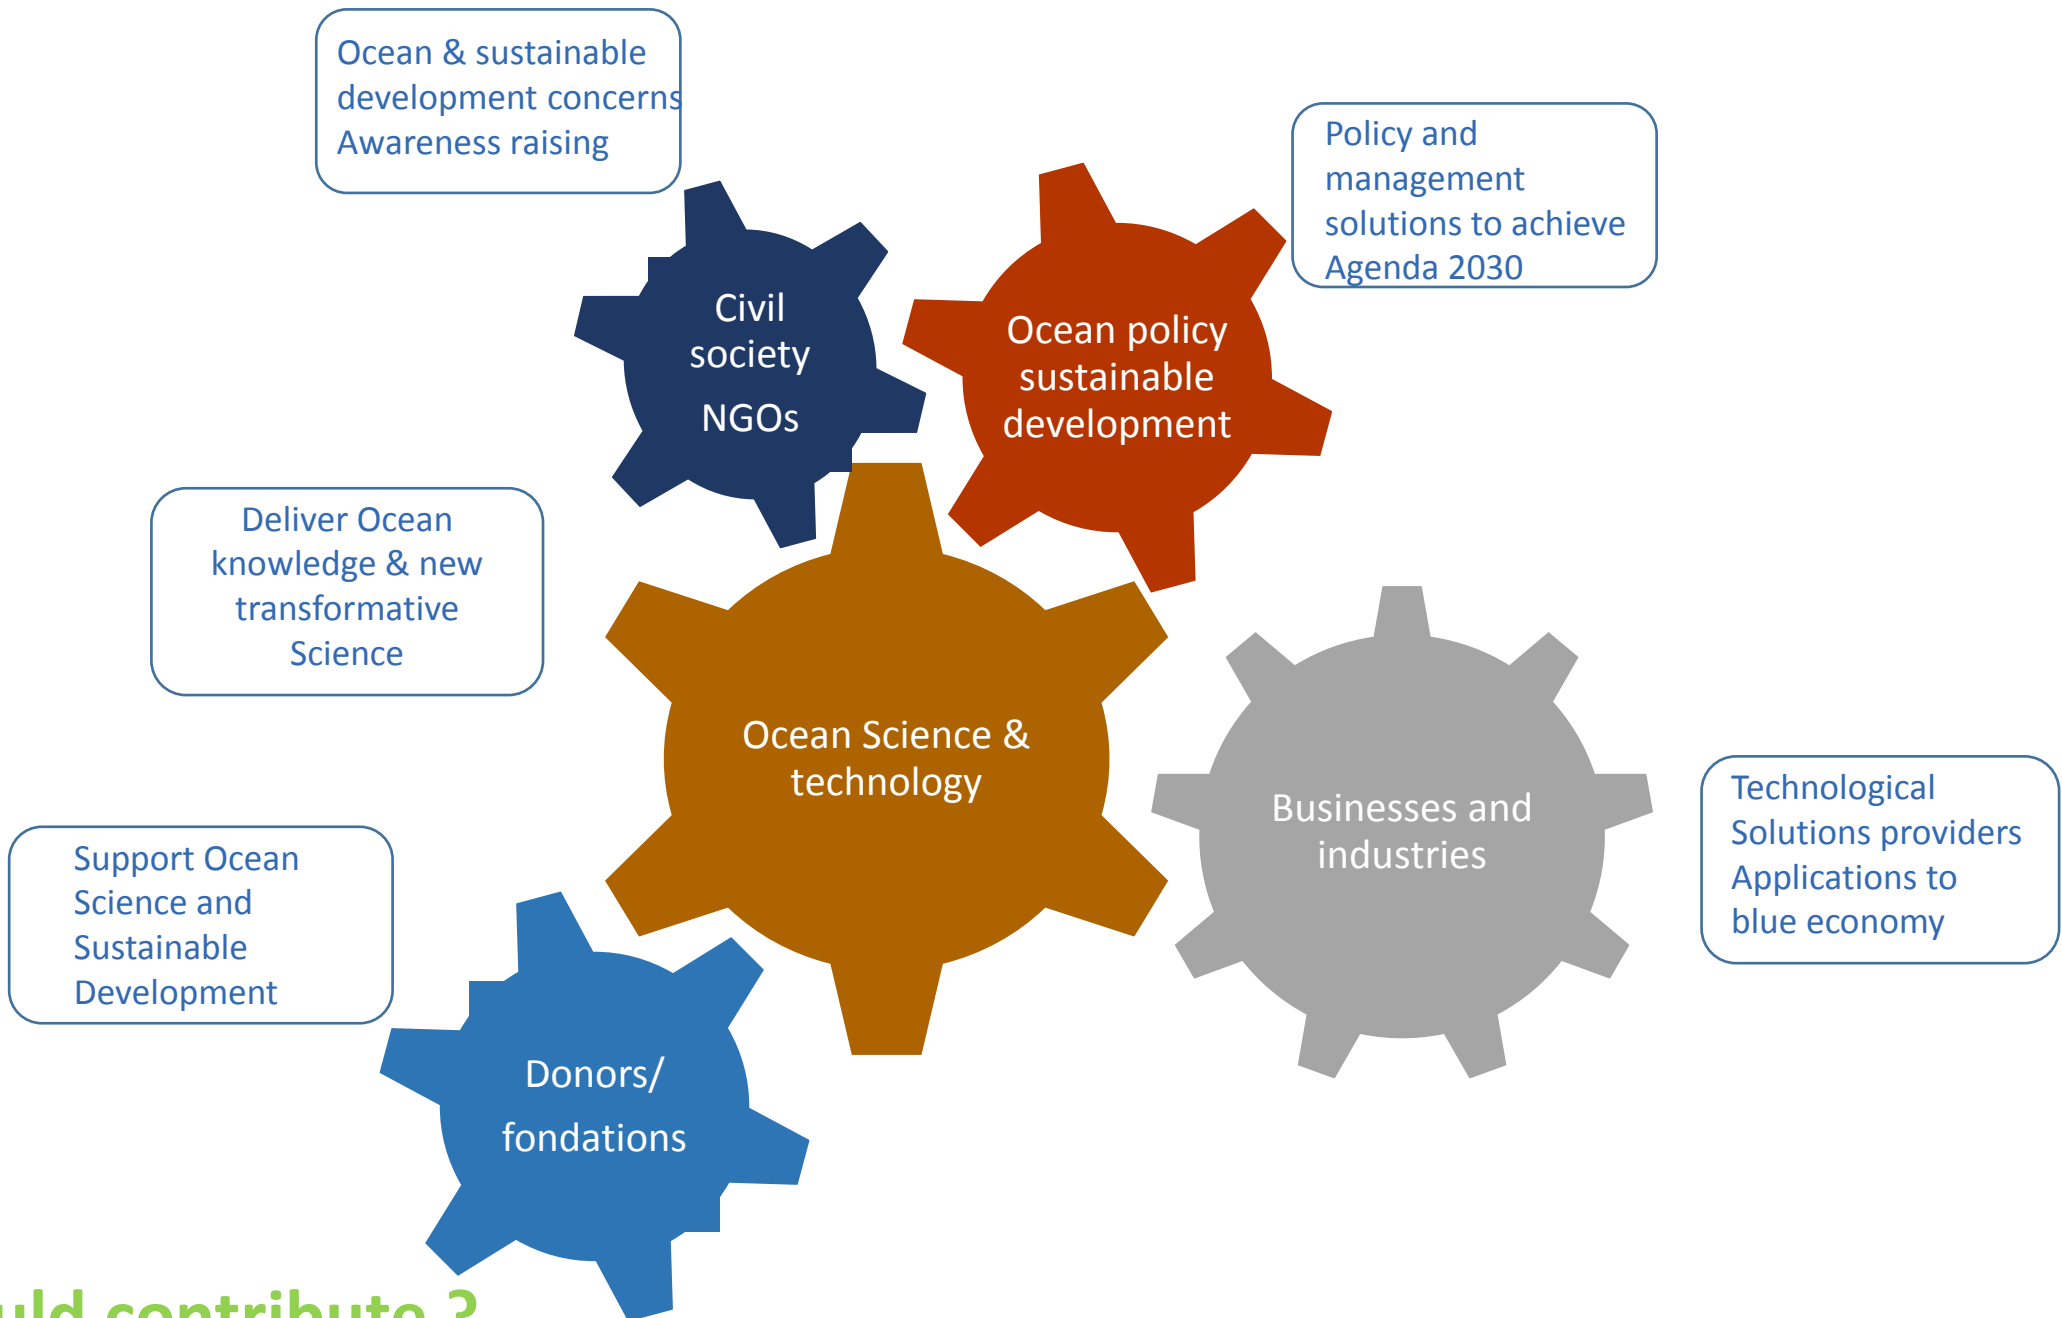 Ocean & sustainable
development concerns
Awareness raising
Policy and
management
solutions to achieve
Agenda 2030
Civil
society
NGOs
Ocean policy
sustainable
development
Deliver Ocean
knowledge & new
transformative
Science
Ocean Science &
technology
Businesses and
industries
Technological
Solutions providers
Applications to
blue economy
Support Ocean
Science and
Sustainable
Development
Donors/
fondations
contribute ?